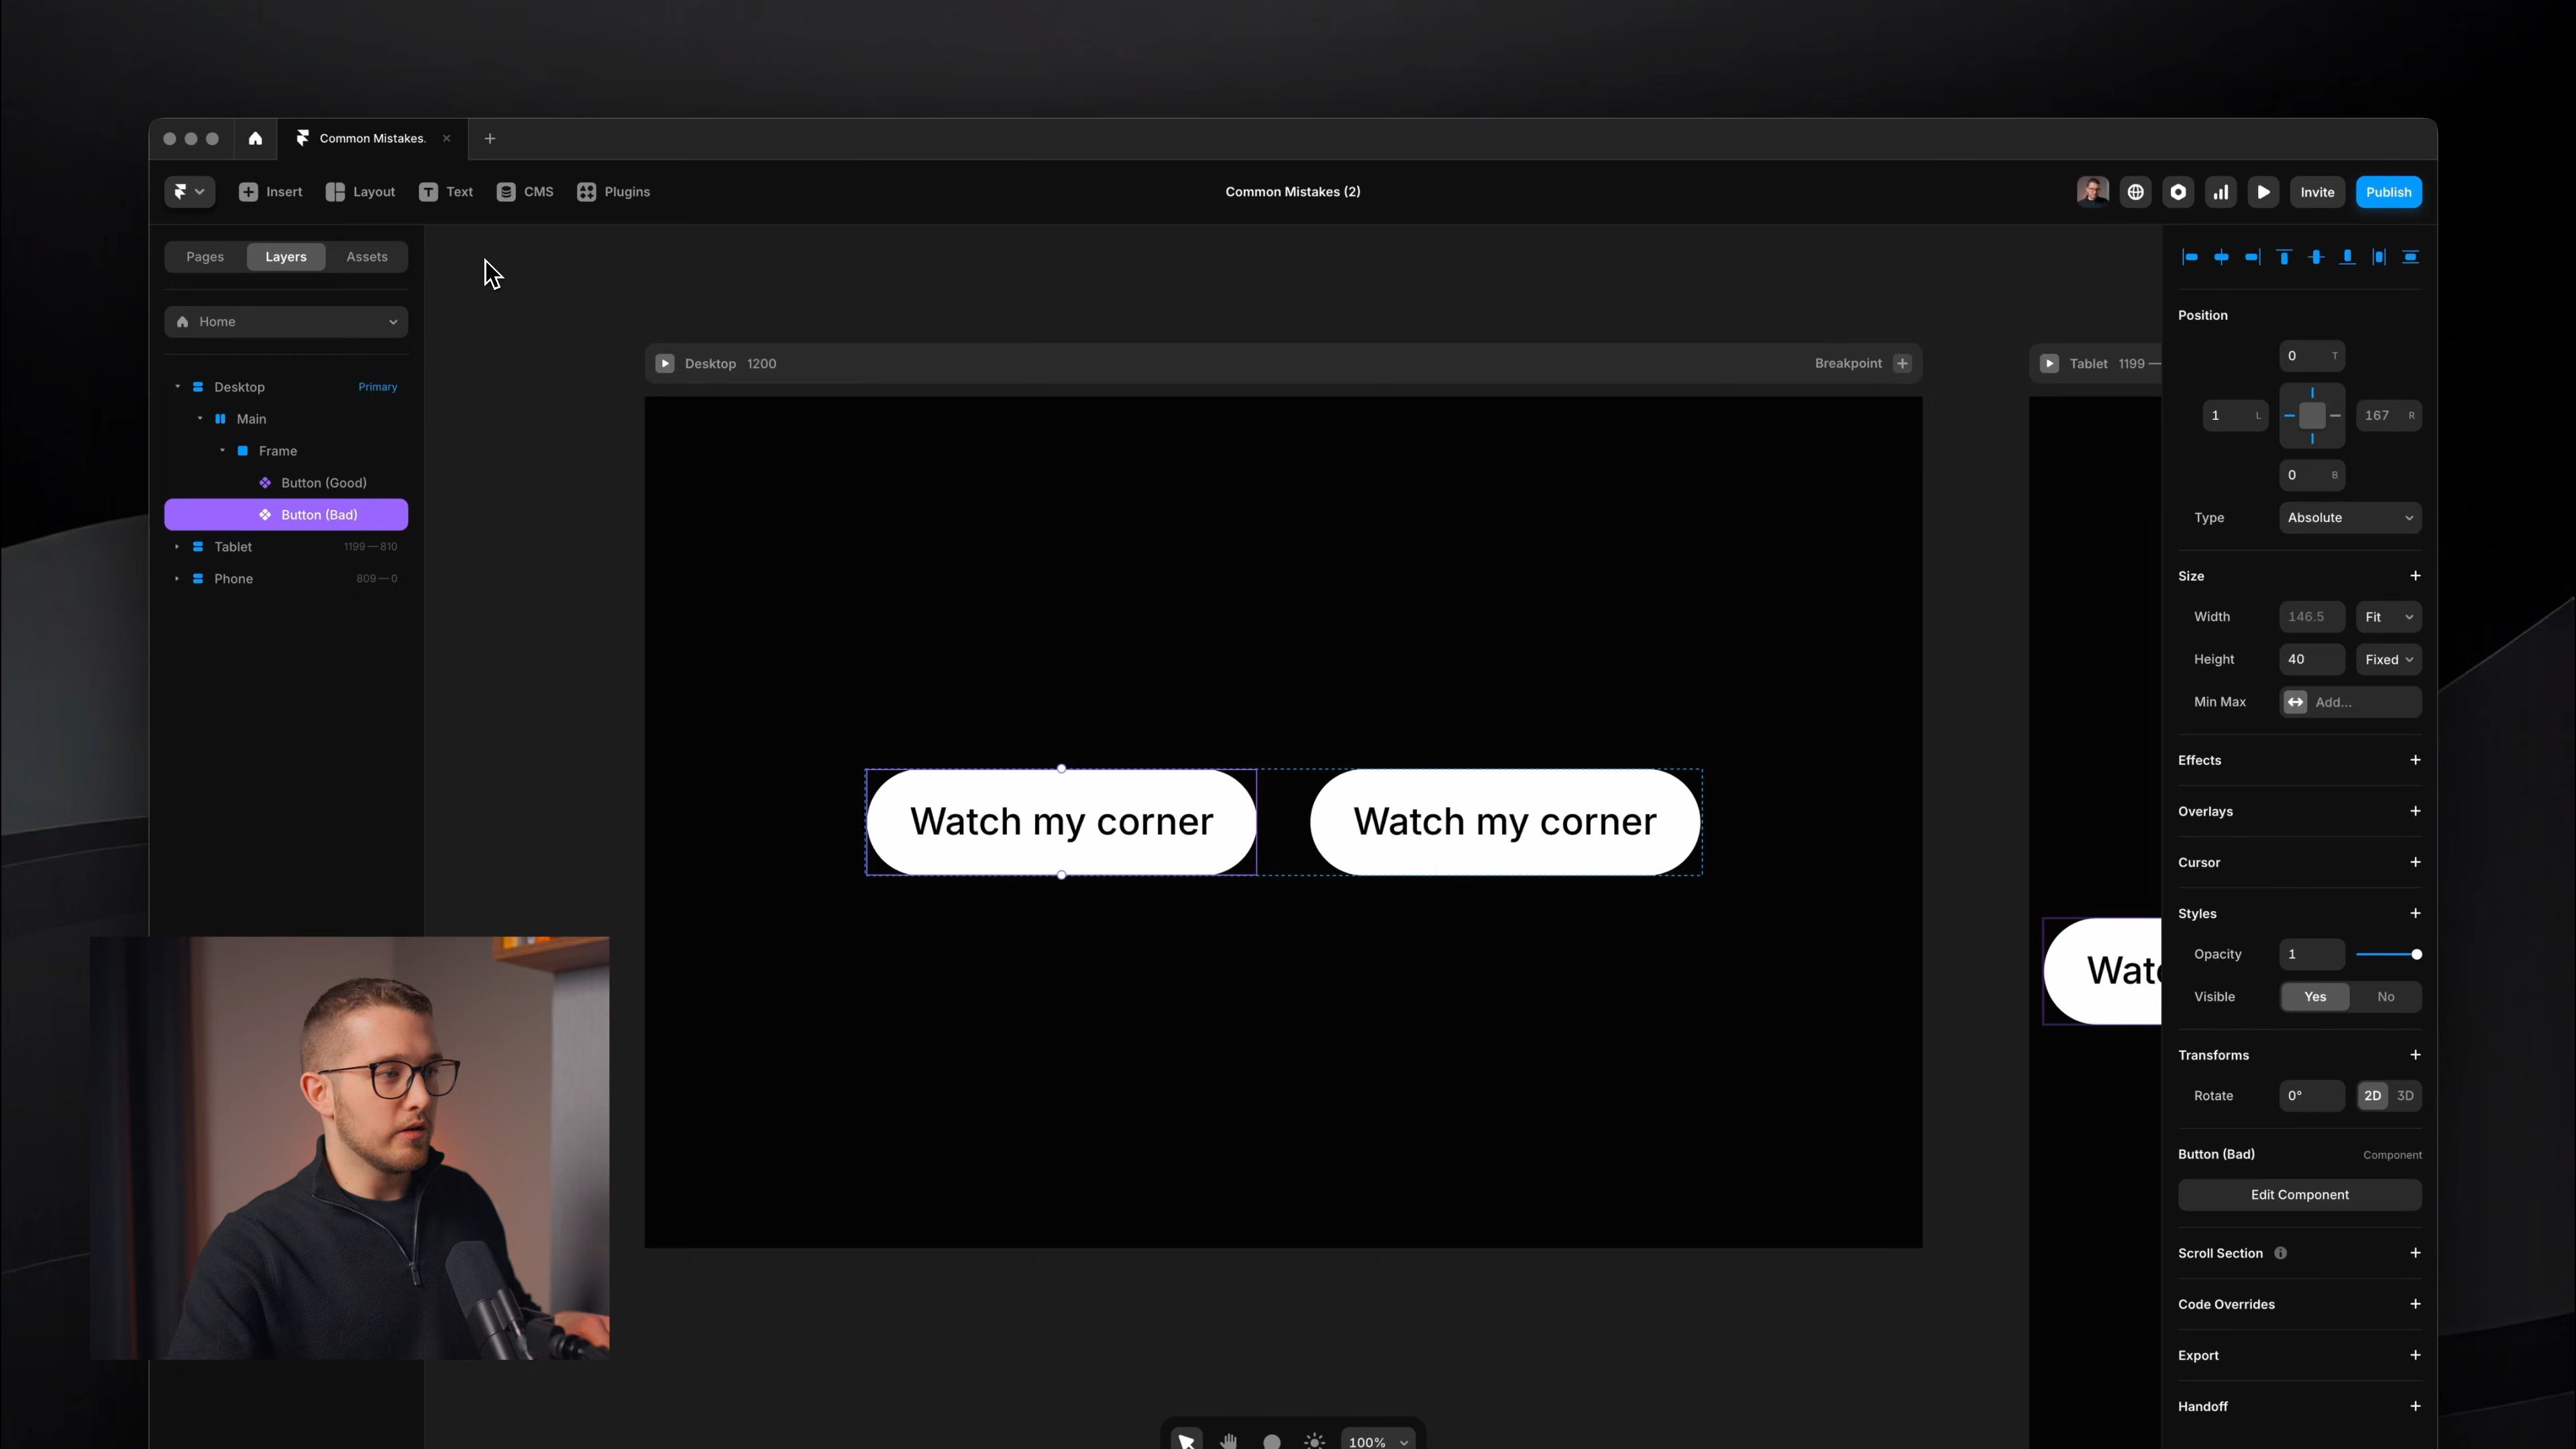 Common Mistakes.
Insert Layout Text CMS Plugins
Common Mistakes (2)
Invite Publish
Pages Layers Assets
Home
Desktop Primary
Main
Frame
Button (Good)
Button (Bad)
Tablet 1199—810
Phone 809—0
Desktop 1200
Breakpoint
Tablet 1199—
Watch my corner
Watch my corner
Watc
Position
0 T
1 L
167 R
0 B
Type Absolute
Size
Width 146.5 Fit
Height 40 Fixed
Min Max Add...
Effects
Overlays
Cursor
Styles
Opacity 1
Visible Yes No
Transforms
Rotate 0° 2D 3D
Button (Bad) Component
Edit Component
Scroll Section
Code Overrides
Export
Handoff
100%